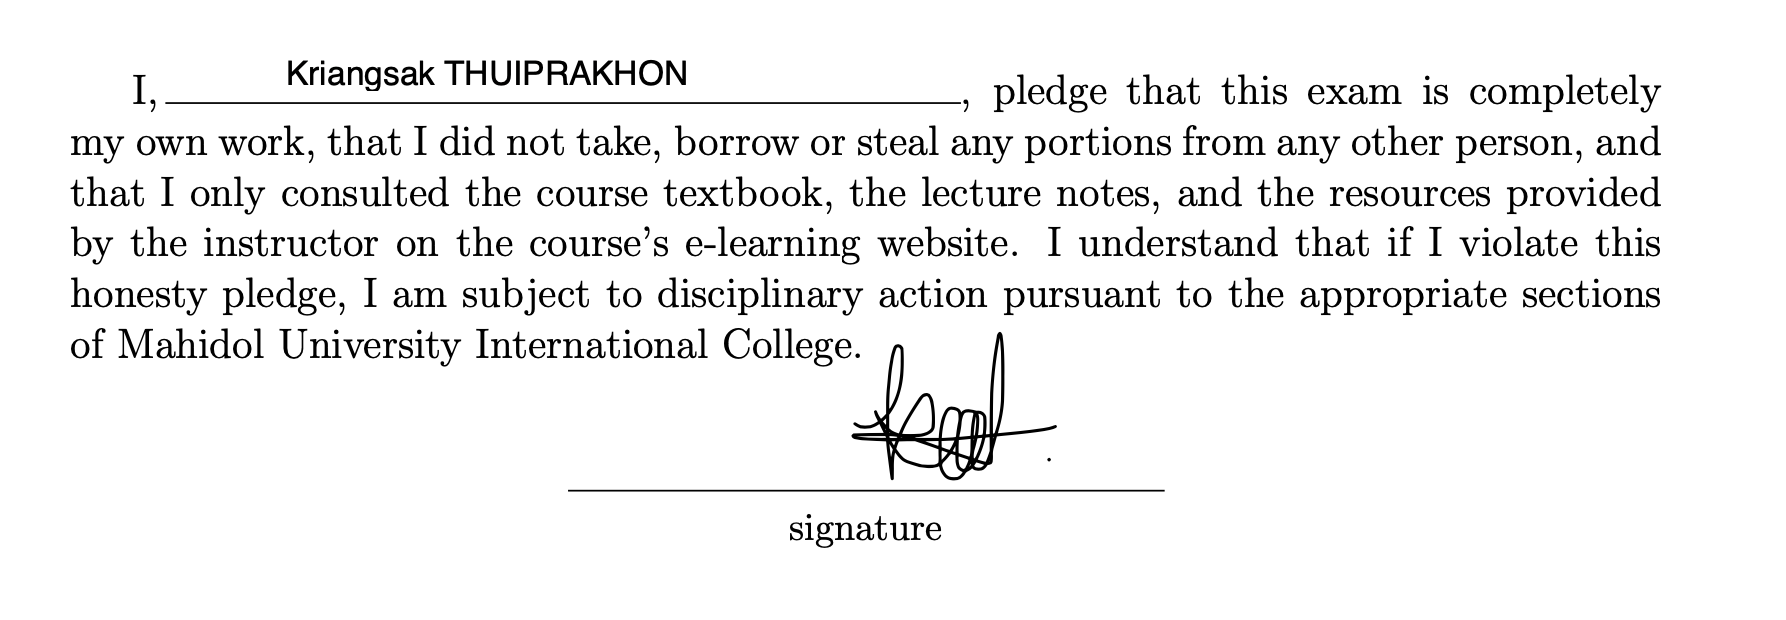 I, Kriangsak THUIPRAKHON, pledge that this exam is completely
my own work, that I did not take, borrow or steal any portions from any other person, and
that I only consulted the course textbook, the lecture notes, and the resources provided
by the instructor on the course’s e-learning website. I understand that if I violate this
honesty pledge, I am subject to disciplinary action pursuant to the appropriate sections
of Mahidol University International College.
signature